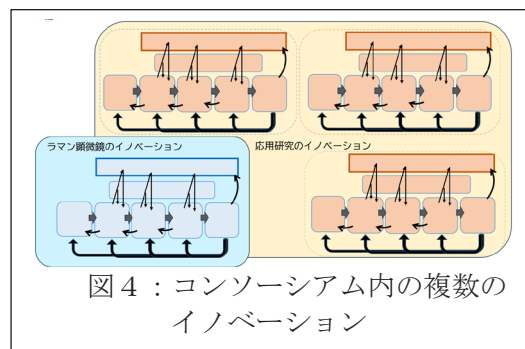 ラマン顕微鏡のイノベーション
応用研究のイノベーション
図４：コンソーシアム内の複数の
イノベーション